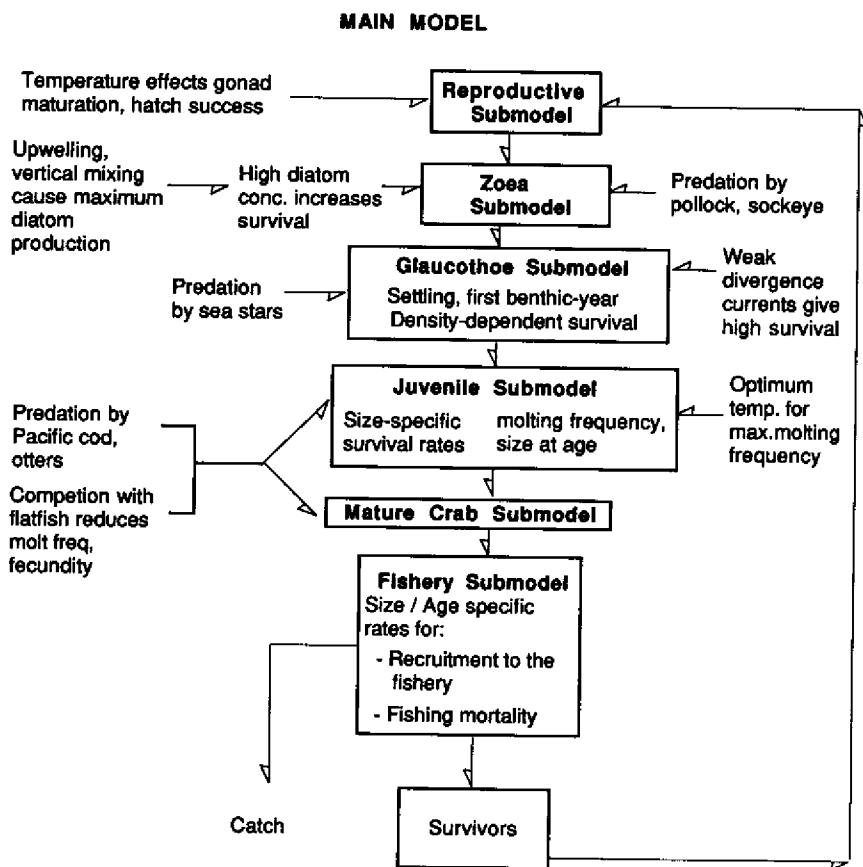 MAIN MODEL
Temperature effects gonad
maturation, hatch success
Reproductive
Submodel
Upwelling,
vertical mixing
cause maximum
diatom
production
High diatom
conc. increases
survival
Zoea
Submodel
Predation by
pollock, sockeye
Predation
by sea stars
Glaucothoe Submodel
Settling, first benthic-year
Density-dependent survival
Weak
divergence
currents give
high survival
Predation by
Pacific cod,
otters
Competion with
flatfish reduces
molt freq,
fecundity
Juvenile Submodel
Size-specific
survival rates
molting frequency,
size at age
Optimum
temp. for
max.molting
frequency
Mature Crab Submodel
Fishery Submodel
Size / Age specific
rates for:
- Recruitment to the
fishery
- Fishing mortality
Catch
Survivors